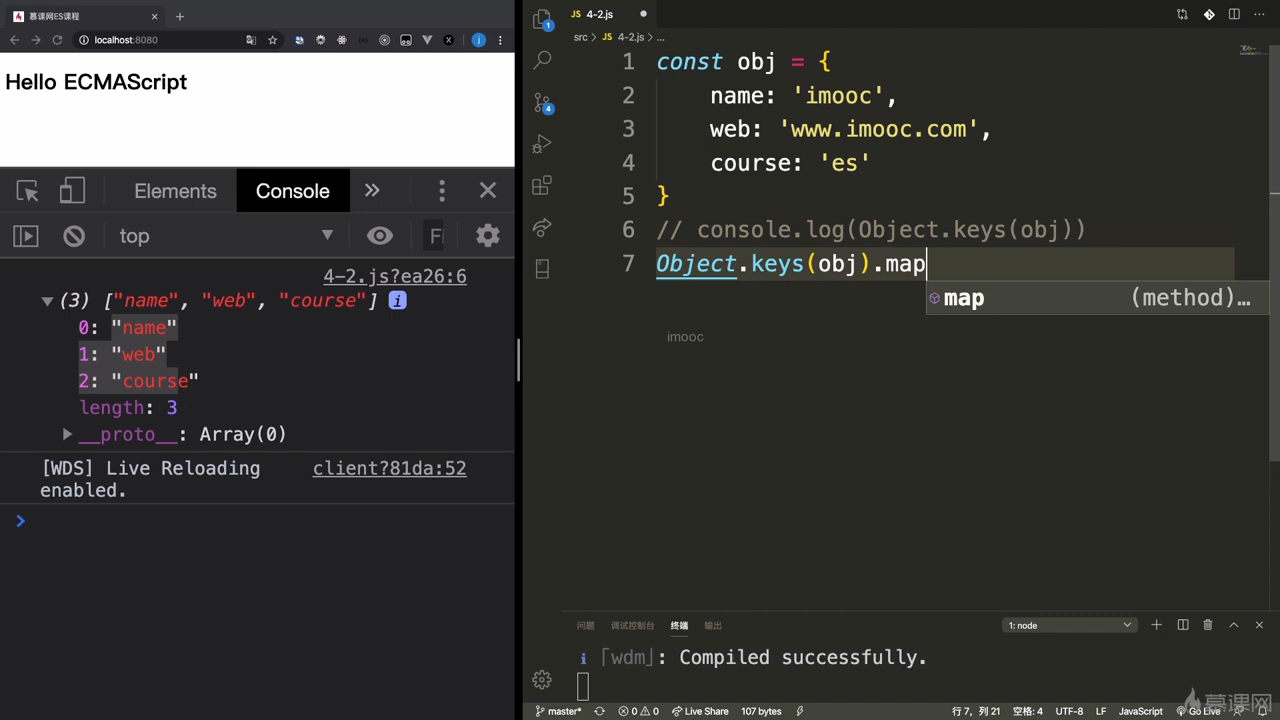 慕课网ES课程
localhost:8080
Hello ECMAScript
Elements
Console
top
Fi
4-2.js?ea26:6
(3) ["name", "web", "course"]
0: "name"
1: "web"
2: "course"
length: 3
__proto__: Array(0)
[WDS] Live Reloading enabled.
client?81da:52
JS 4-2.js
src > JS 4-2.js > ...
1 const obj = {
2 name: 'imooc',
3 web: 'www.imooc.com',
4 course: 'es'
5 }
6 // console.log(Object.keys(obj))
7 Object.keys(obj).map
map (method)…
imooc
问题 调试控制台 终端 输出
1: node
i 「wdm」: Compiled successfully.
master* 0 0 Live Share 107 bytes
行 7，列 21 空格: 4 UTF-8 LF JavaScript Go Live
慕课网